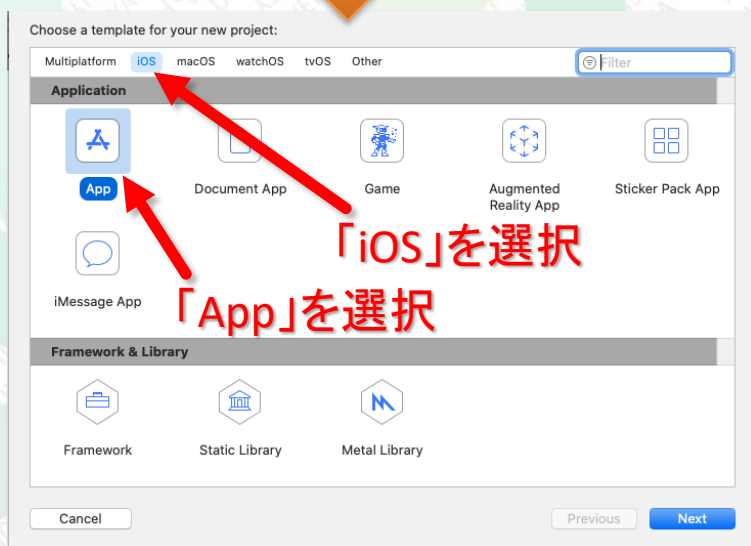 Choose a template for your new project:
Multiplatform iOS macOS watchOS tvOS Other
Filter
Application
App
Document App
Game
Augmented
Reality App
Sticker Pack App
「iOS」を選択
iMessage App
「App」を選択
Framework & Library
Framework
Static Library
Metal Library
Cancel
Previous
Next